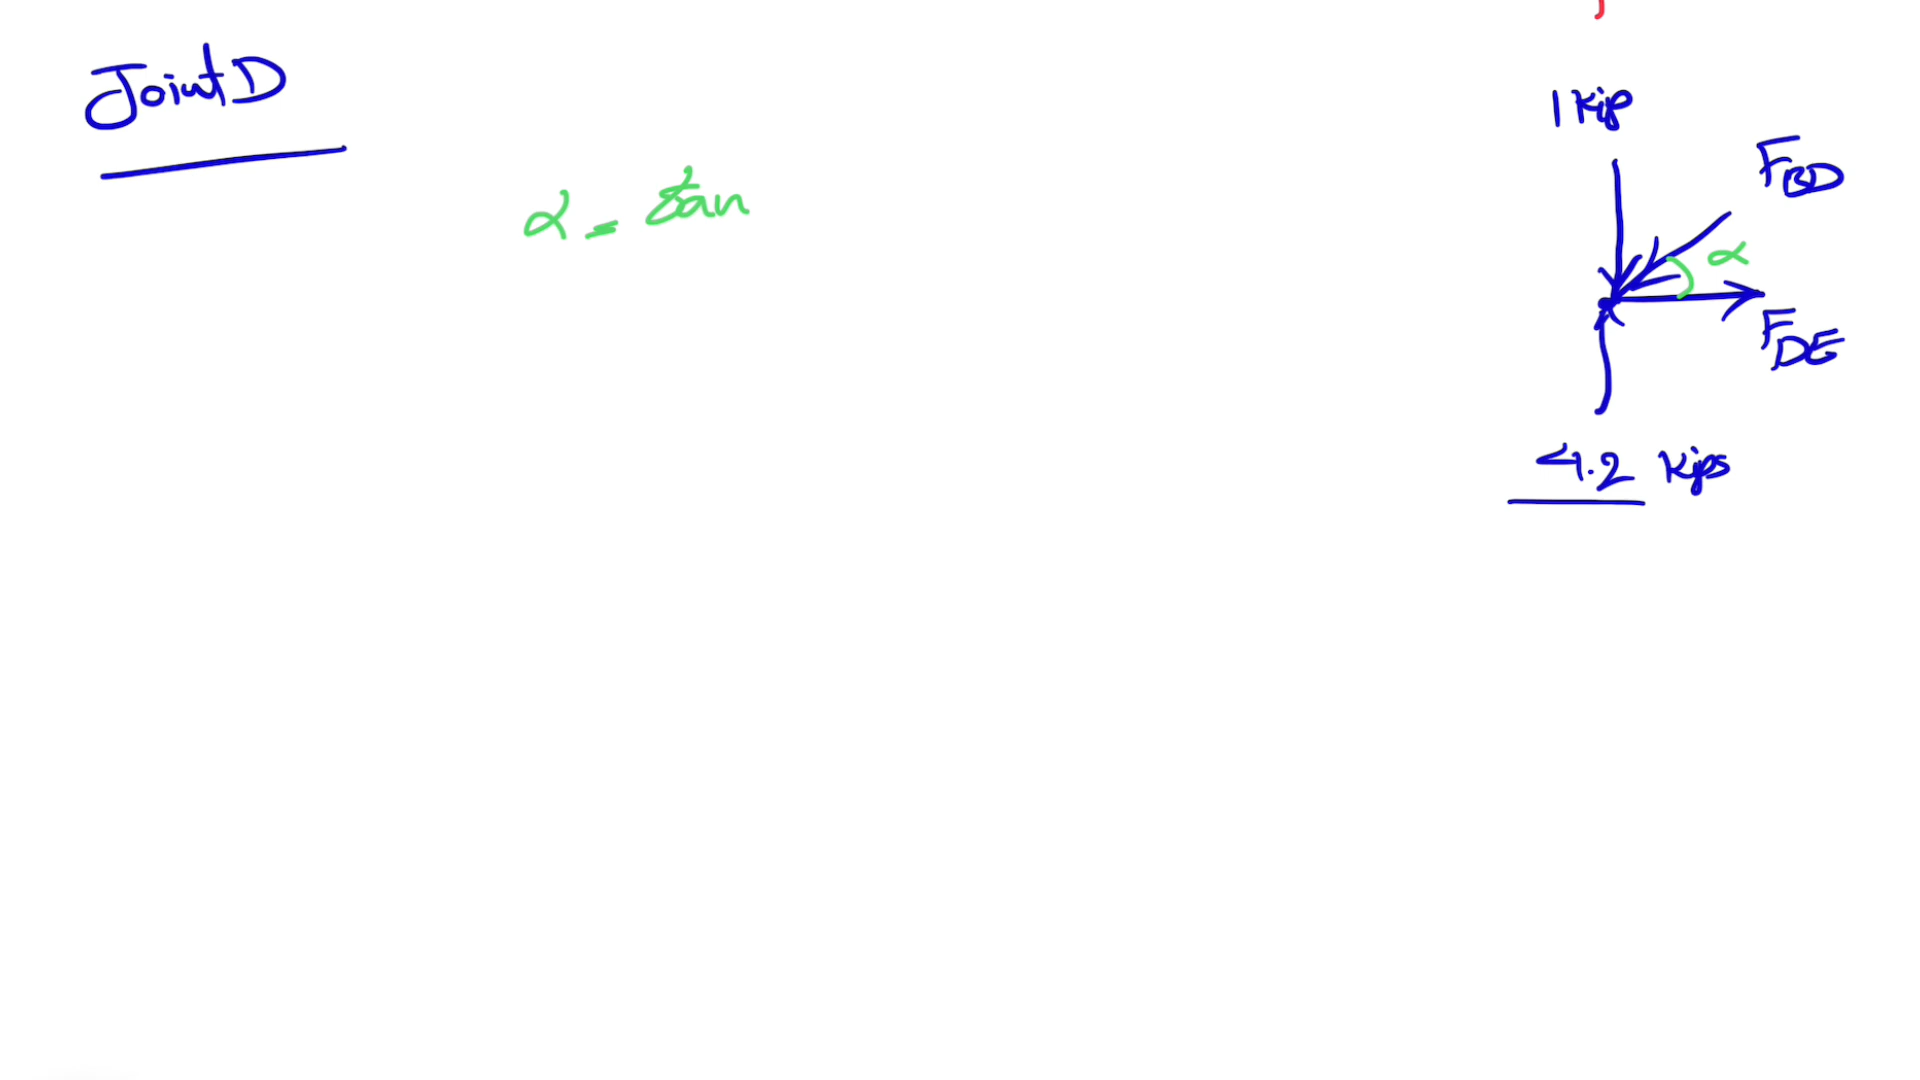 Joint D
α = tan
1 kip
F_BD
α
F_DE
4.2 kips